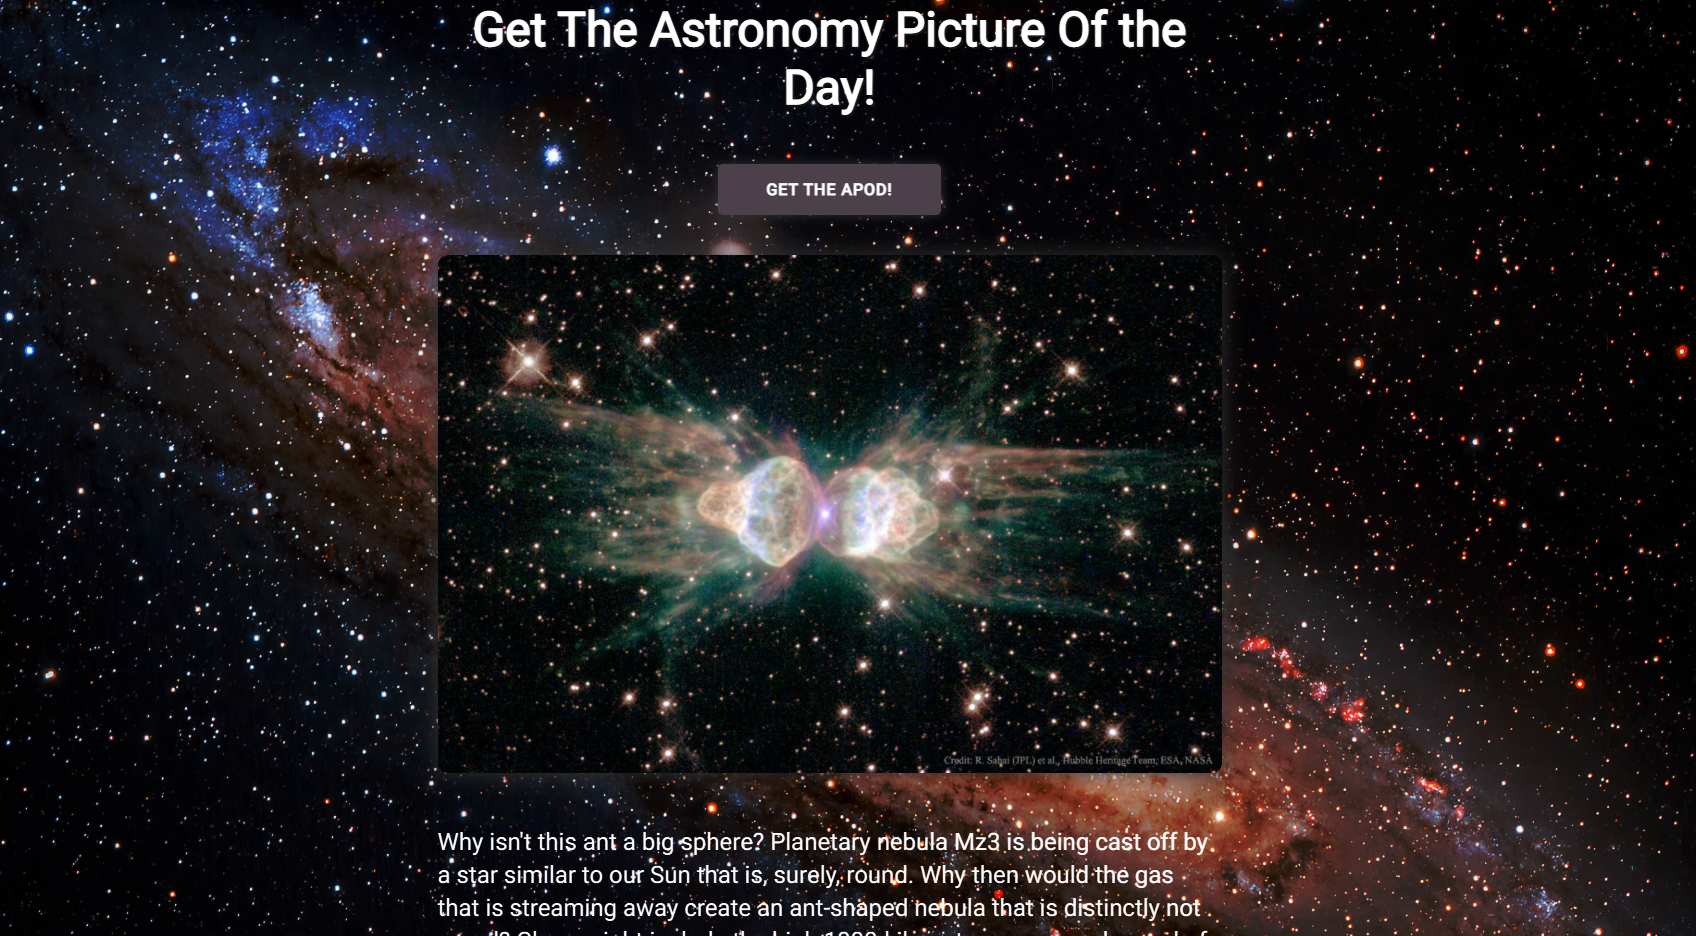 Get The Astronomy Picture Of the
Day!
GET THE APOD!
Credit: R. Sahai (JPL) et al., Hubble Heritage Team, ESA, NASA
Why isn't this ant a big sphere? Planetary nebula Mz3 is being cast off by
a star similar to our Sun that is, surely, round. Why then would the gas
that is streaming away create an ant-shaped nebula that is distinctly not